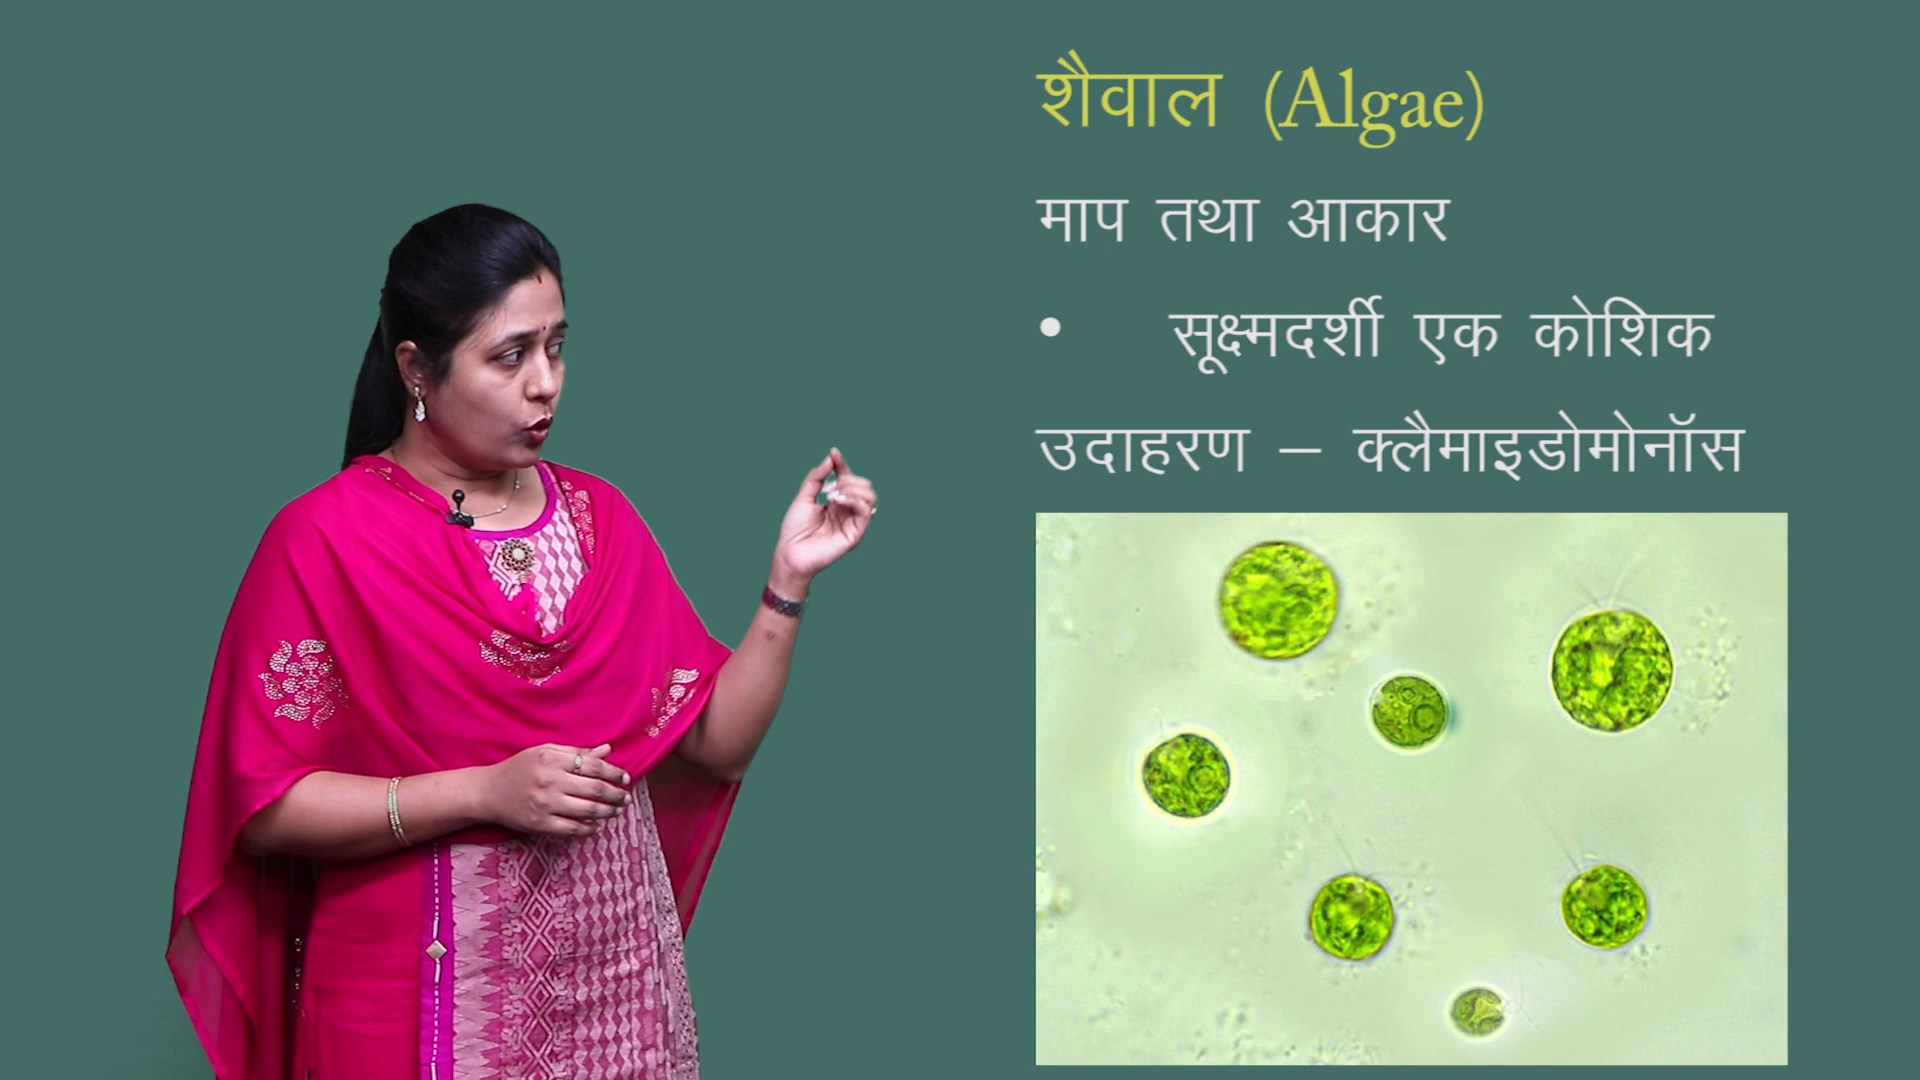 शैवाल (Algae)
माप तथा आकार
• सूक्ष्मदर्शी एक कोशिक
उदाहरण – क्लैमाइडोमोनॉस